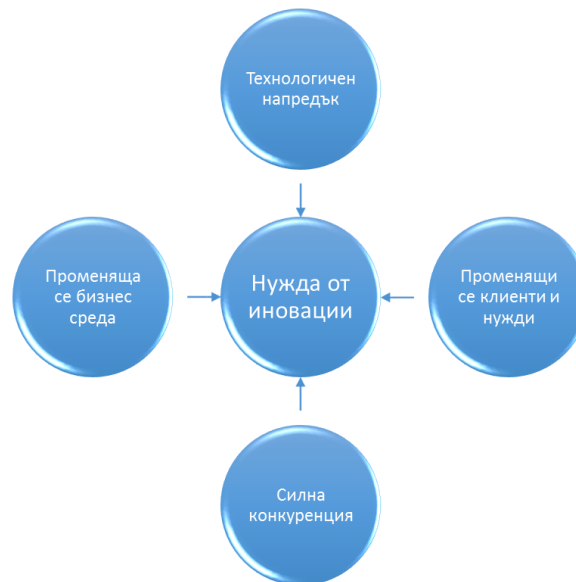 Технологичен
напредък
Променяща
се бизнес
среда
Нужда от
иновации
Променящи
се клиенти и
нужди
Силна
конкуренция